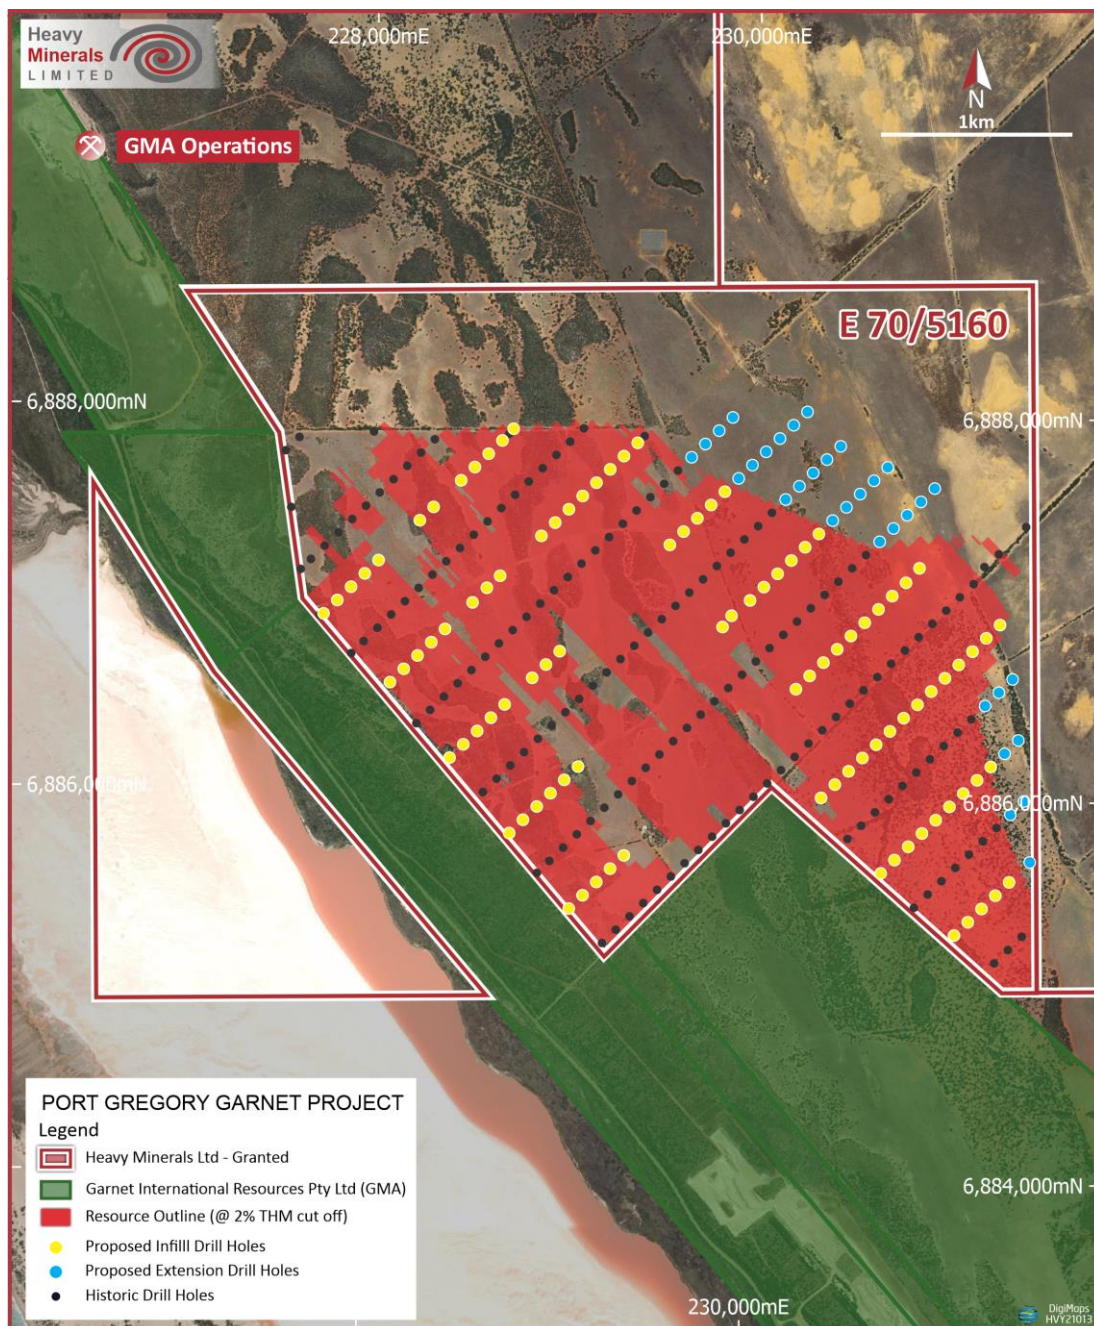 Heavy
Minerals
LIMITED
228,000mE
230,000mE
N
1km
GMA Operations
E 70/5160
6,888,000mN
6,888,000mN
6,886,000mN
6,886,000mN
6,884,000mN
230,000mE
PORT GREGORY GARNET PROJECT
Legend
Heavy Minerals Ltd - Granted
Garnet International Resources Pty Ltd (GMA)
Resource Outline (@ 2% THM cut off)
Proposed Infilll Drill Holes
Proposed Extension Drill Holes
Historic Drill Holes
DigiMaps
HVY21013